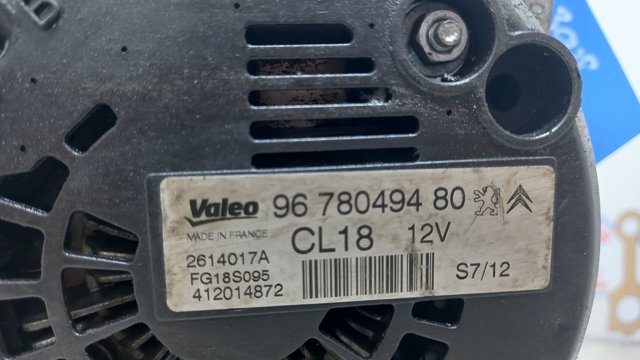 Valeo 96 780494 80
MADE IN FRANCE CL18 12V
2614017A
FG18S095 S7/12
412014872